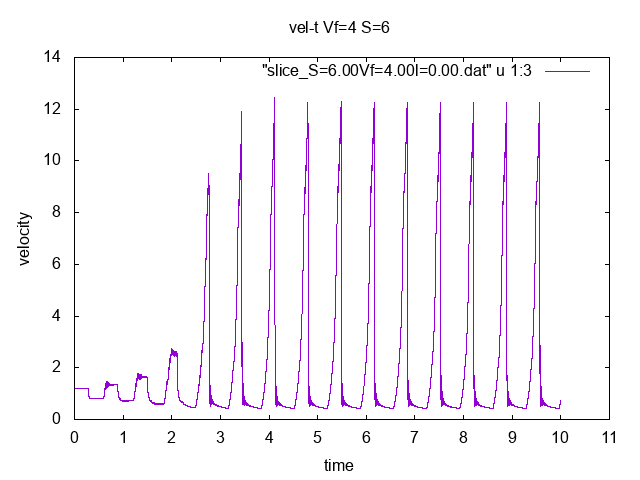 vel-t Vf=4 S=6
"slice_S=6.00Vf=4.00I=0.00.dat" u 1:3
14
12
10
8
6
4
2
0
velocity
0 1 2 3 4 5 6 7 8 9 10 11
time